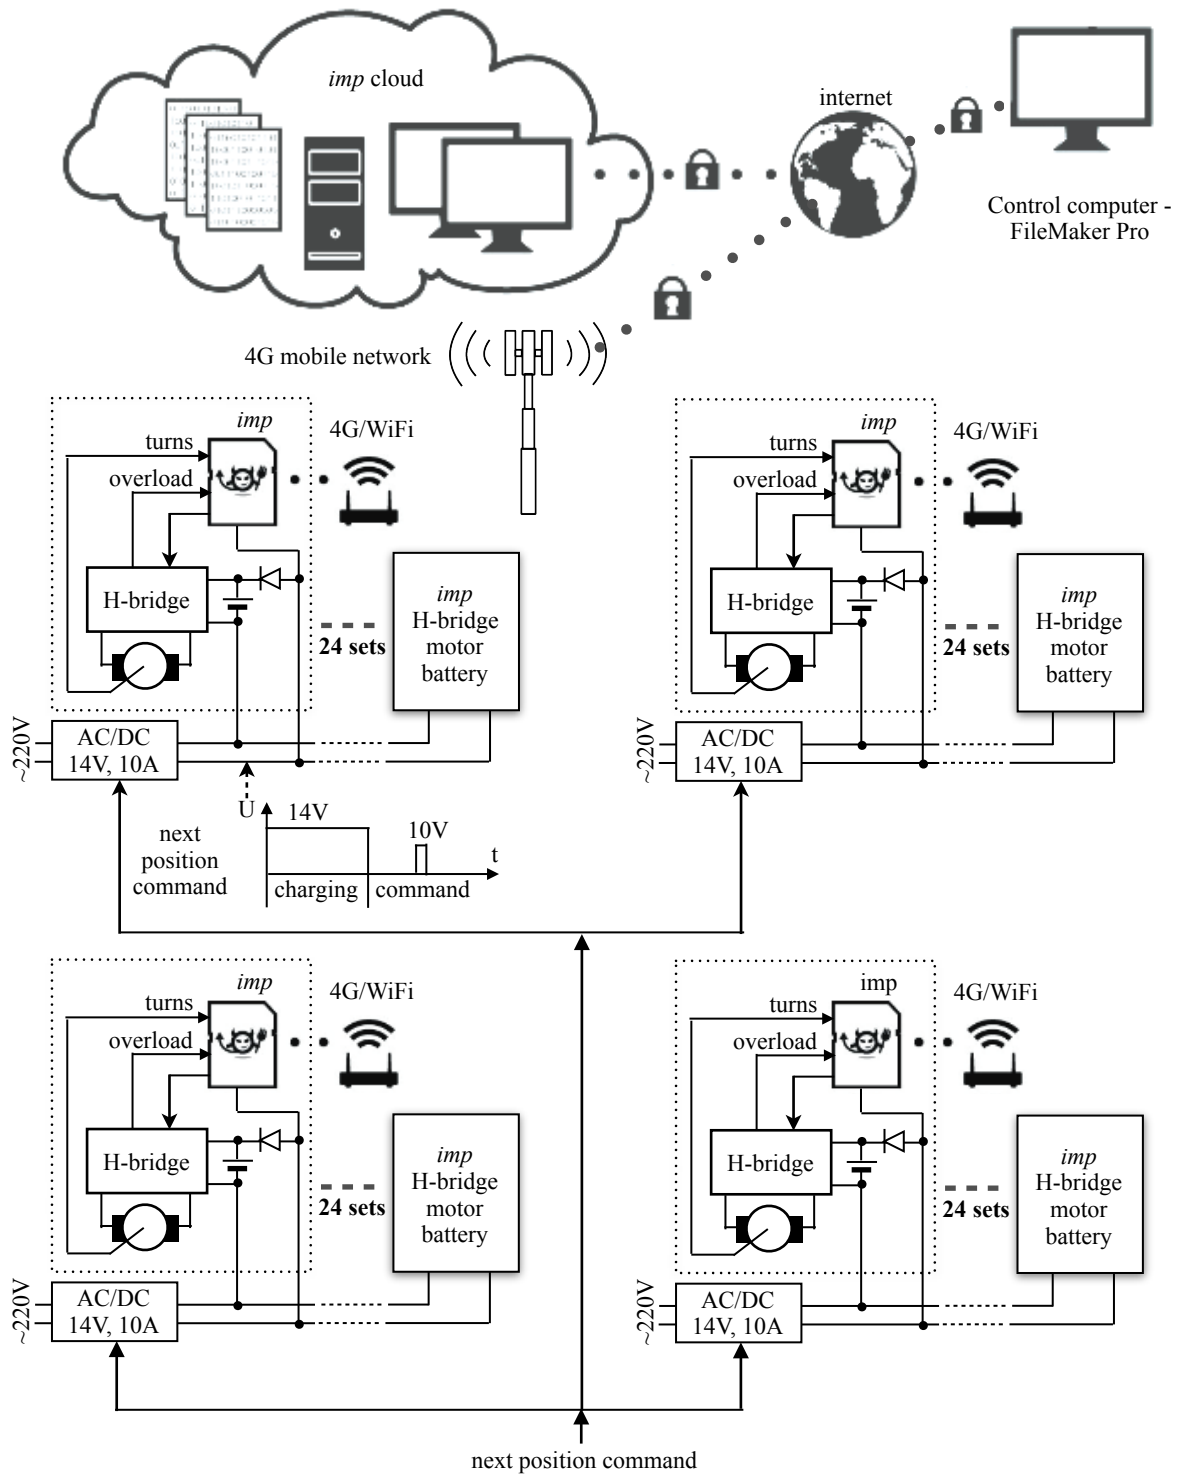 imp cloud
internet
Control computer -
FileMaker Pro
4G mobile network
imp
4G/WiFi
turns
overload
H-bridge
24 sets
imp
H-bridge
motor
battery
~220V
AC/DC
14V, 10A
imp
4G/WiFi
turns
overload
H-bridge
24 sets
imp
H-bridge
motor
battery
~220V
AC/DC
14V, 10A
next
position
command
U
14V
10V
t
charging
command
imp
4G/WiFi
turns
overload
H-bridge
24 sets
imp
H-bridge
motor
battery
~220V
AC/DC
14V, 10A
imp
4G/WiFi
turns
overload
H-bridge
24 sets
imp
H-bridge
motor
battery
~220V
AC/DC
14V, 10A
next position command